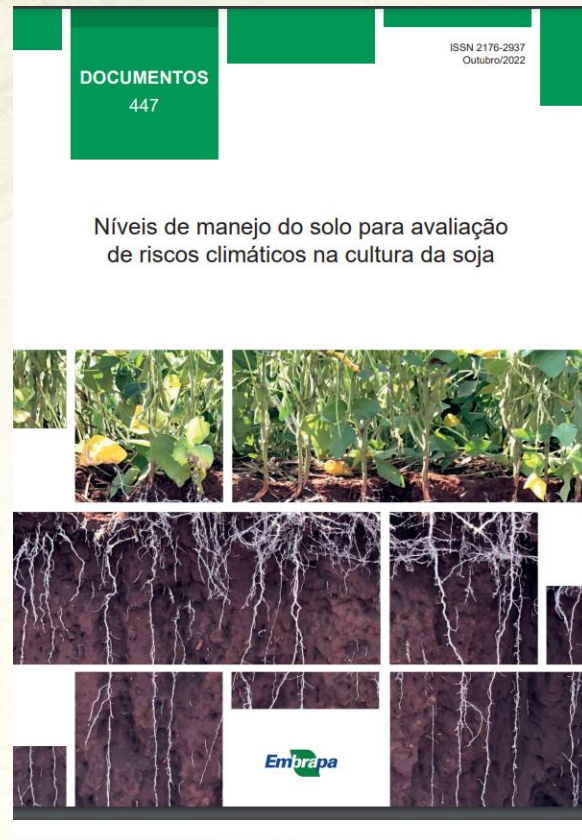 DOCUMENTOS
447
ISSN 2176-2937
Outubro/2022
Níveis de manejo do solo para avaliação
de riscos climáticos na cultura da soja
Embrapa